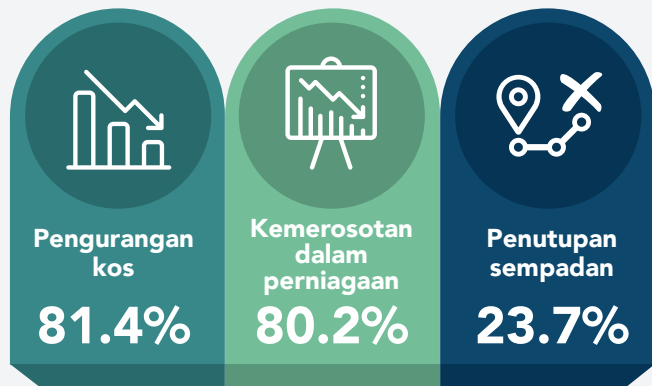 Pengurangan
kos
81.4%
Kemerosotan
dalam
perniagaan
80.2%
Penutupan
sempadan
23.7%